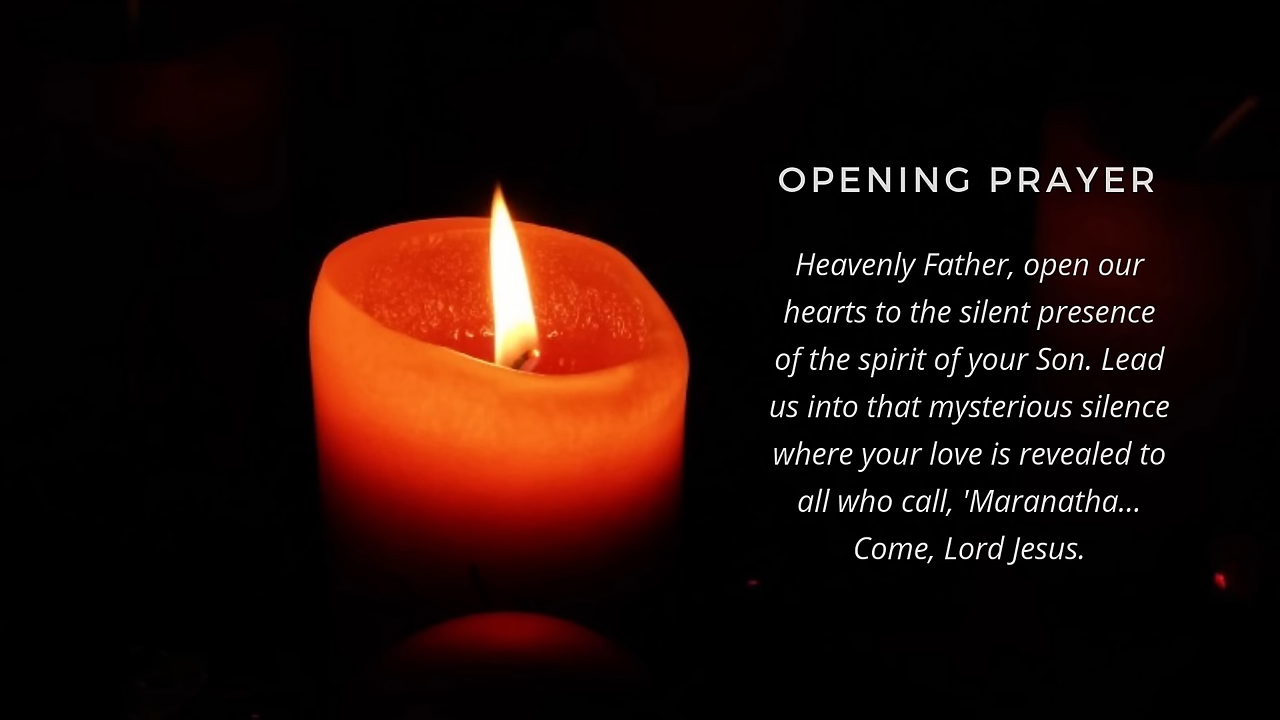 OPENING PRAYER
Heavenly Father, open our
hearts to the silent presence
of the spirit of your Son. Lead
us into that mysterious silence
where your love is revealed to
all who call, 'Maranatha...
Come, Lord Jesus.